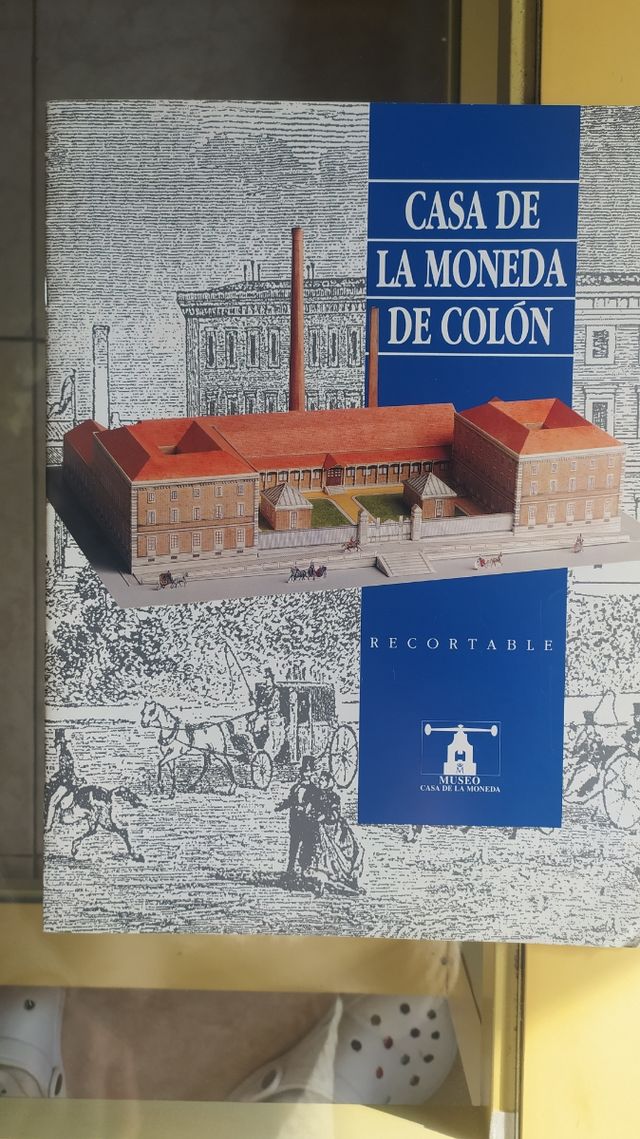 CASA DE
LA MONEDA
DE COLÓN
RECORTABLE
MUSEO
CASA DE LA MONEDA